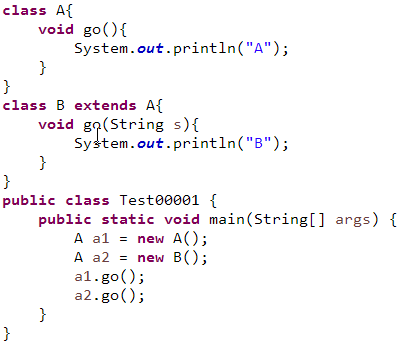 class A{
    void go(){
        System.out.println("A");
    }
}
class B extends A{
    void go(String s){
        System.out.println("B");
    }
}
public class Test00001 {
    public static void main(String[] args) {
        A a1 = new A();
        A a2 = new B();
        a1.go();
        a2.go();
    }
}